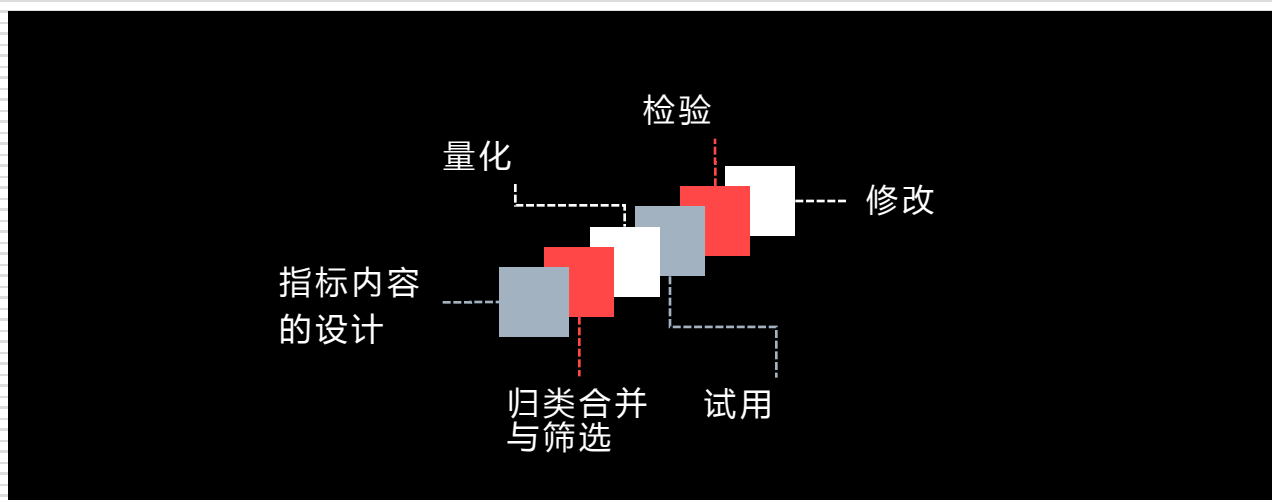 检验
量化
修改
指标内容
的设计
归类合并
与筛选
试用